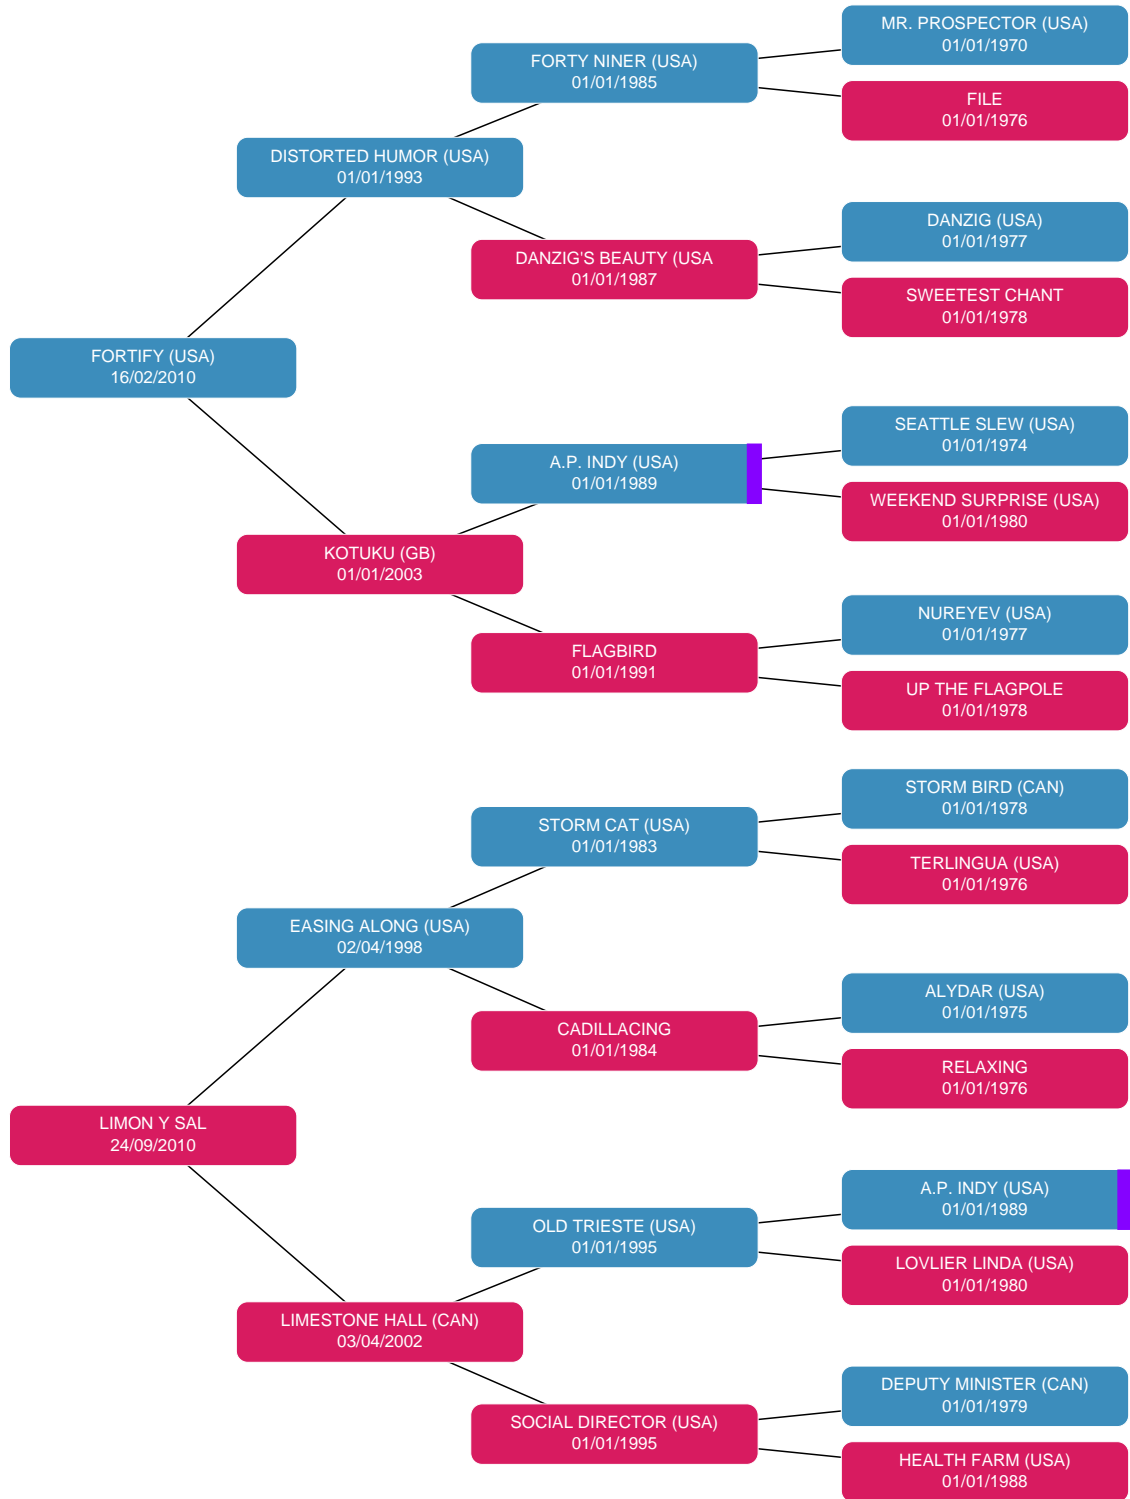 MR. PROSPECTOR (USA)
01/01/1970
FORTY NINER (USA)
01/01/1985
FILE
01/01/1976
DISTORTED HUMOR (USA)
01/01/1993
DANZIG (USA)
01/01/1977
DANZIG'S BEAUTY (USA
01/01/1987
SWEETEST CHANT
01/01/1978
FORTIFY (USA)
16/02/2010
SEATTLE SLEW (USA)
01/01/1974
A.P. INDY (USA)
01/01/1989
WEEKEND SURPRISE (USA)
01/01/1980
KOTUKU (GB)
01/01/2003
NUREYEV (USA)
01/01/1977
FLAGBIRD
01/01/1991
UP THE FLAGPOLE
01/01/1978
STORM BIRD (CAN)
01/01/1978
STORM CAT (USA)
01/01/1983
TERLINGUA (USA)
01/01/1976
EASING ALONG (USA)
02/04/1998
ALYDAR (USA)
01/01/1975
CADILLACING
01/01/1984
RELAXING
01/01/1976
LIMON Y SAL
24/09/2010
A.P. INDY (USA)
01/01/1989
OLD TRIESTE (USA)
01/01/1995
LOVLIER LINDA (USA)
01/01/1980
LIMESTONE HALL (CAN)
03/04/2002
DEPUTY MINISTER (CAN)
01/01/1979
SOCIAL DIRECTOR (USA)
01/01/1995
HEALTH FARM (USA)
01/01/1988